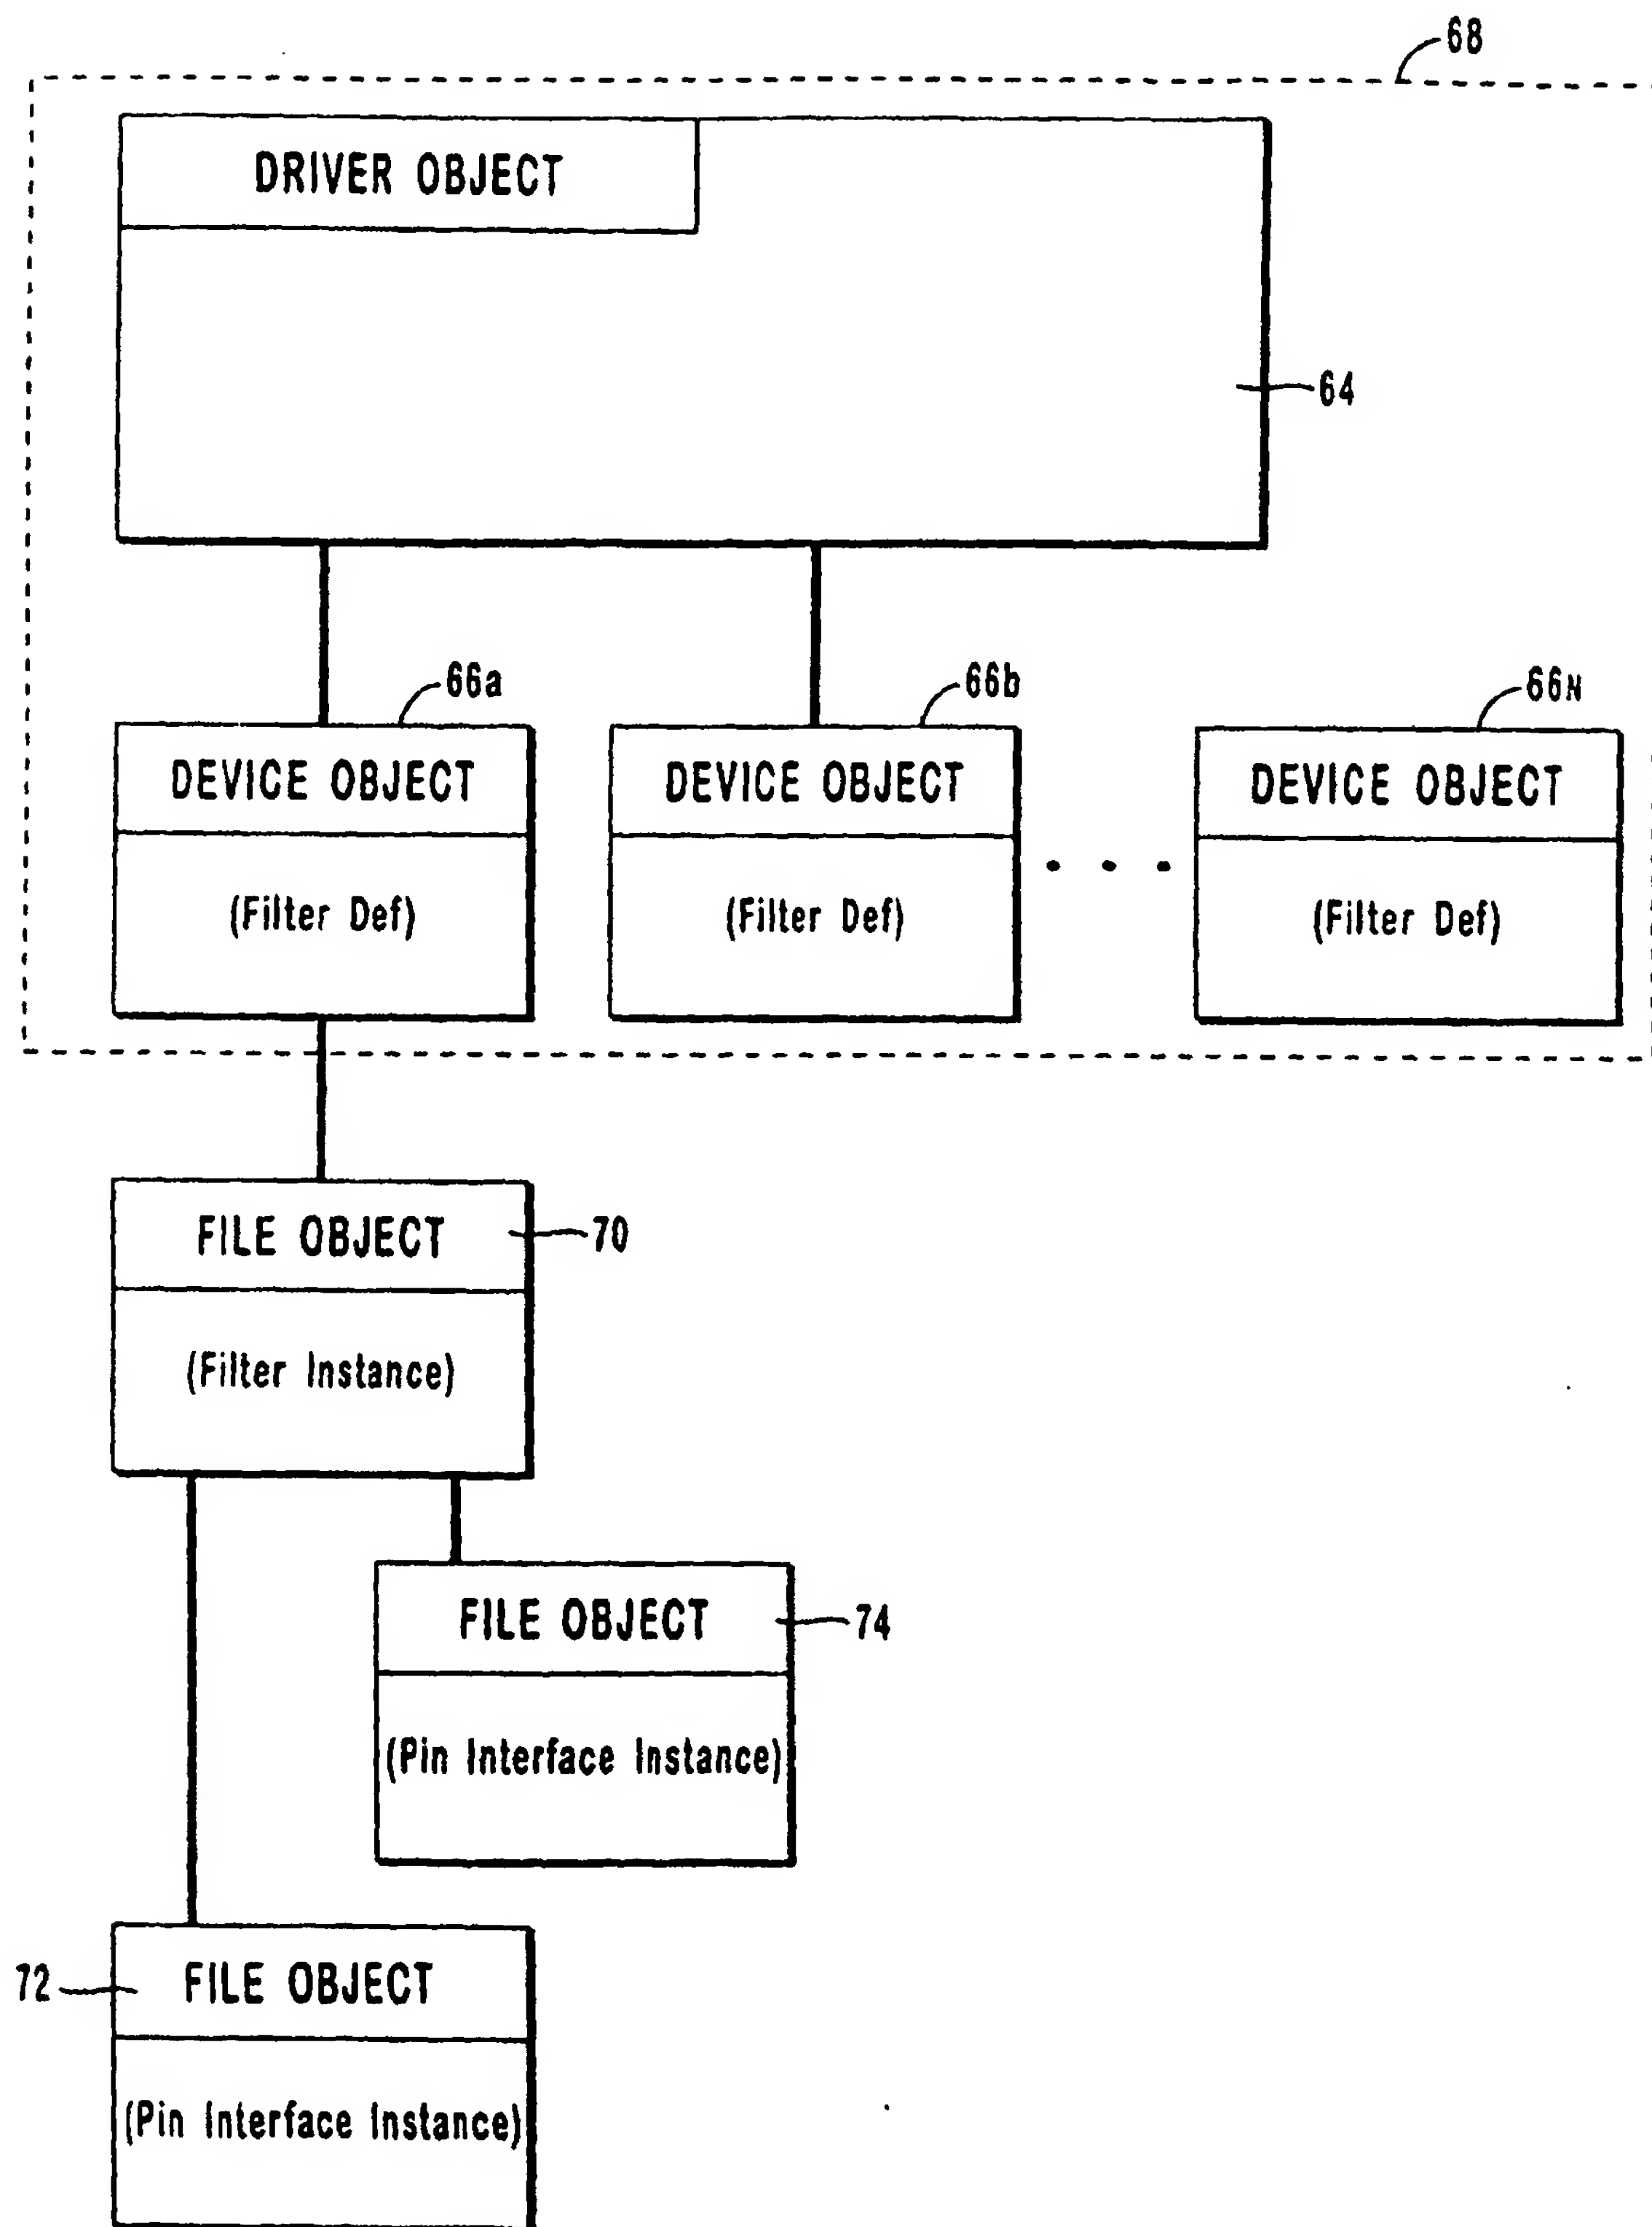 68
DRIVER OBJECT
64
66a
66b
66N
DEVICE OBJECT
DEVICE OBJECT
DEVICE OBJECT
(Filter Def)
(Filter Def)
(Filter Def)
FILE OBJECT
70
(Filter Instance)
FILE OBJECT
74
(Pin Interface Instance)
72
FILE OBJECT
(Pin Interface Instance)